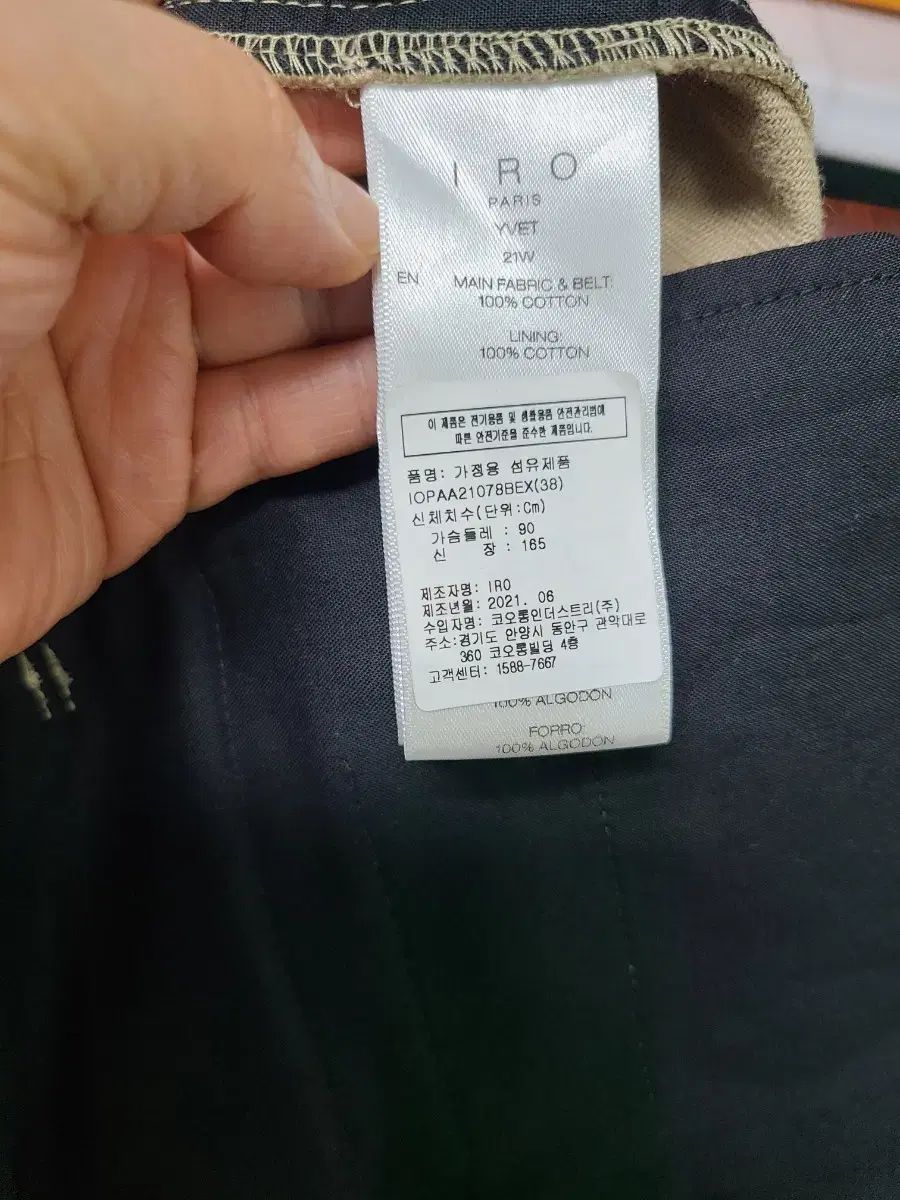 IRO
PARIS
YVET
21W
EN MAIN FABRIC & BELT:
100% COTTON
LINING:
100% COTTON
이 제품은 전기용품 및 생활용품 안전관리법에
따른 안전기준을 준수한 제품입니다.
품명: 가정용 섬유제품
IOPAA21078BEX(38)
신체치수(단위:Cm)
가슴둘레 : 90
신 장 : 165
제조자명: IRO
제조년월: 2021. 06
수입자명: 코오롱인더스트리(주)
주소:경기도 안양시 동안구 관악대로
360 코오롱빌딩 4층
고객센터: 1588-7667
100% ALGODON
FORRO:
100% ALGODON